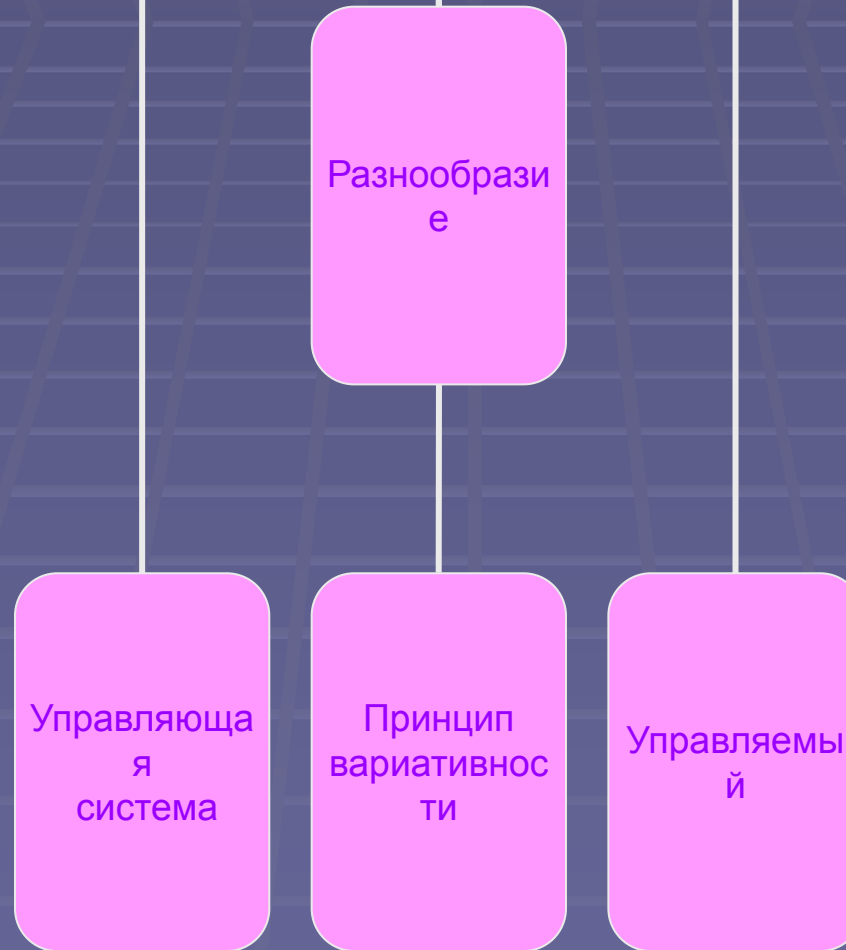 Разнообрази
е
Управляюща
я
система
Принцип
вариативнос
ти
Управляемы
й